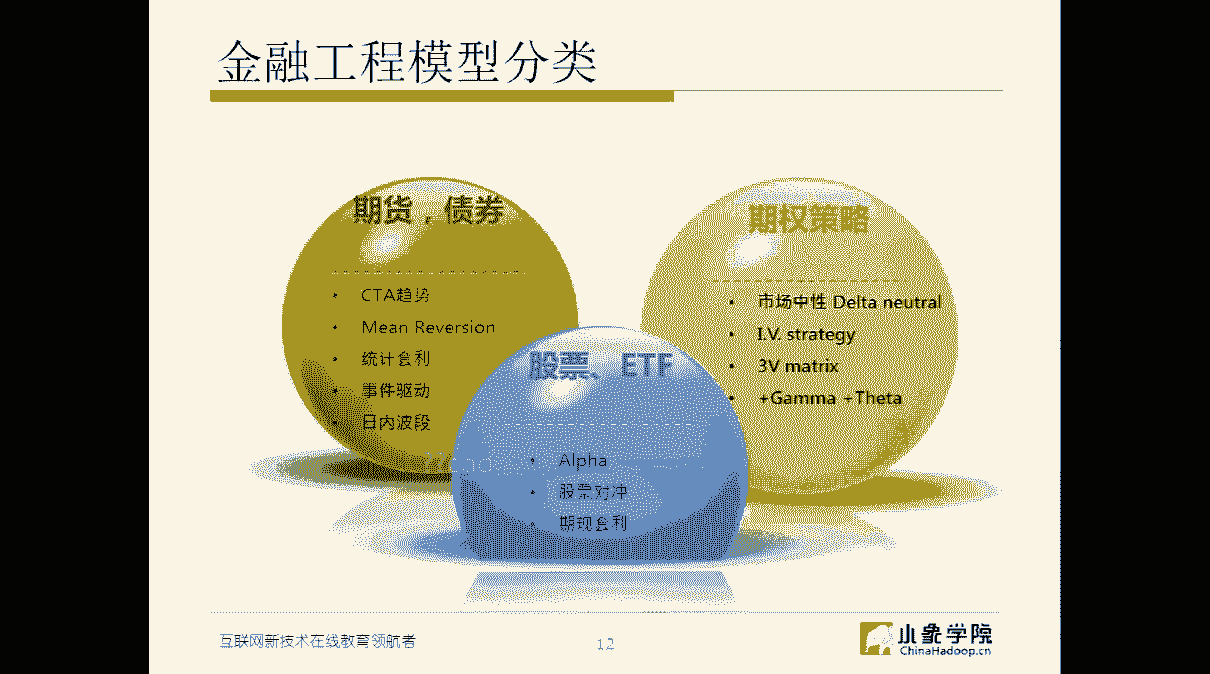 金融工程模型分类
期货，债券
• CTA趋势
• Mean Reversion
• 统计套利
• 事件驱动
• 日内波段
期权策略
• 市场中性 Delta neutral
• I.V. strategy
• 3V matrix
• +Gamma +Theta
股票、ETF
• Alpha
• 股票对冲
• 期现套利
互联网新技术在线教育领航者
12
小象学院
ChinaHadoop.cn